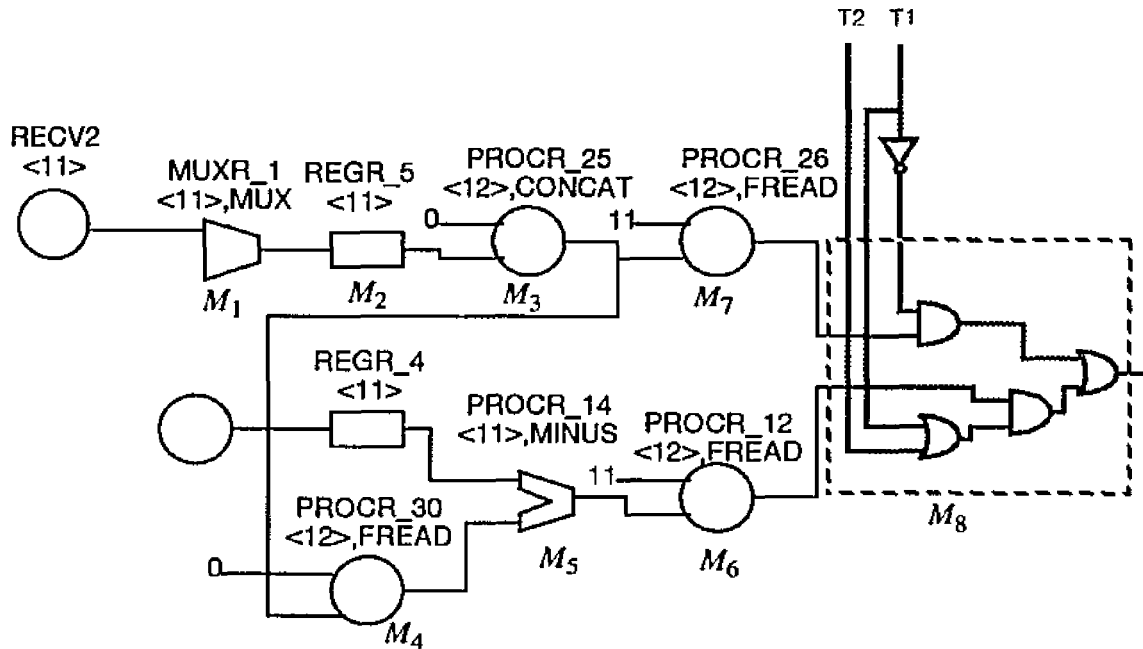 T2 T1
RECV2
<11>
MUXR_1
<11>,MUX
REGR_5
<11>
PROCR_25
<12>,CONCAT
PROCR_26
<12>,FREAD
0
11
M1
M2
M3
M7
REGR_4
<11>
PROCR_14
<11>,MINUS
PROCR_12
<12>,FREAD
11
PROCR_30
<12>,FREAD
0
M4
M5
M6
M8